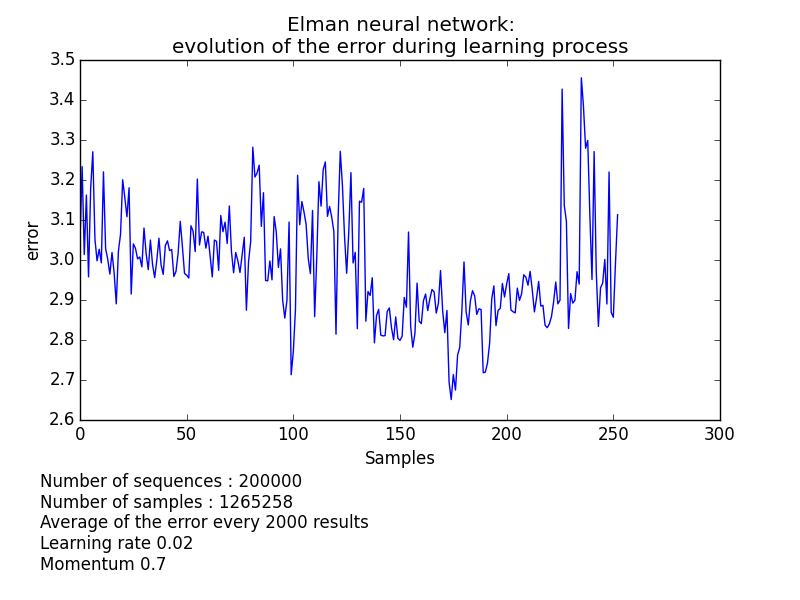 Elman neural network:
evolution of the error during learning process
3.5
3.4
3.3
3.2
3.1
3.0
2.9
2.8
2.7
2.6
error
0 50 100 150 200 250 300
Samples
Number of sequences : 200000
Number of samples : 1265258
Average of the error every 2000 results
Learning rate 0.02
Momentum 0.7